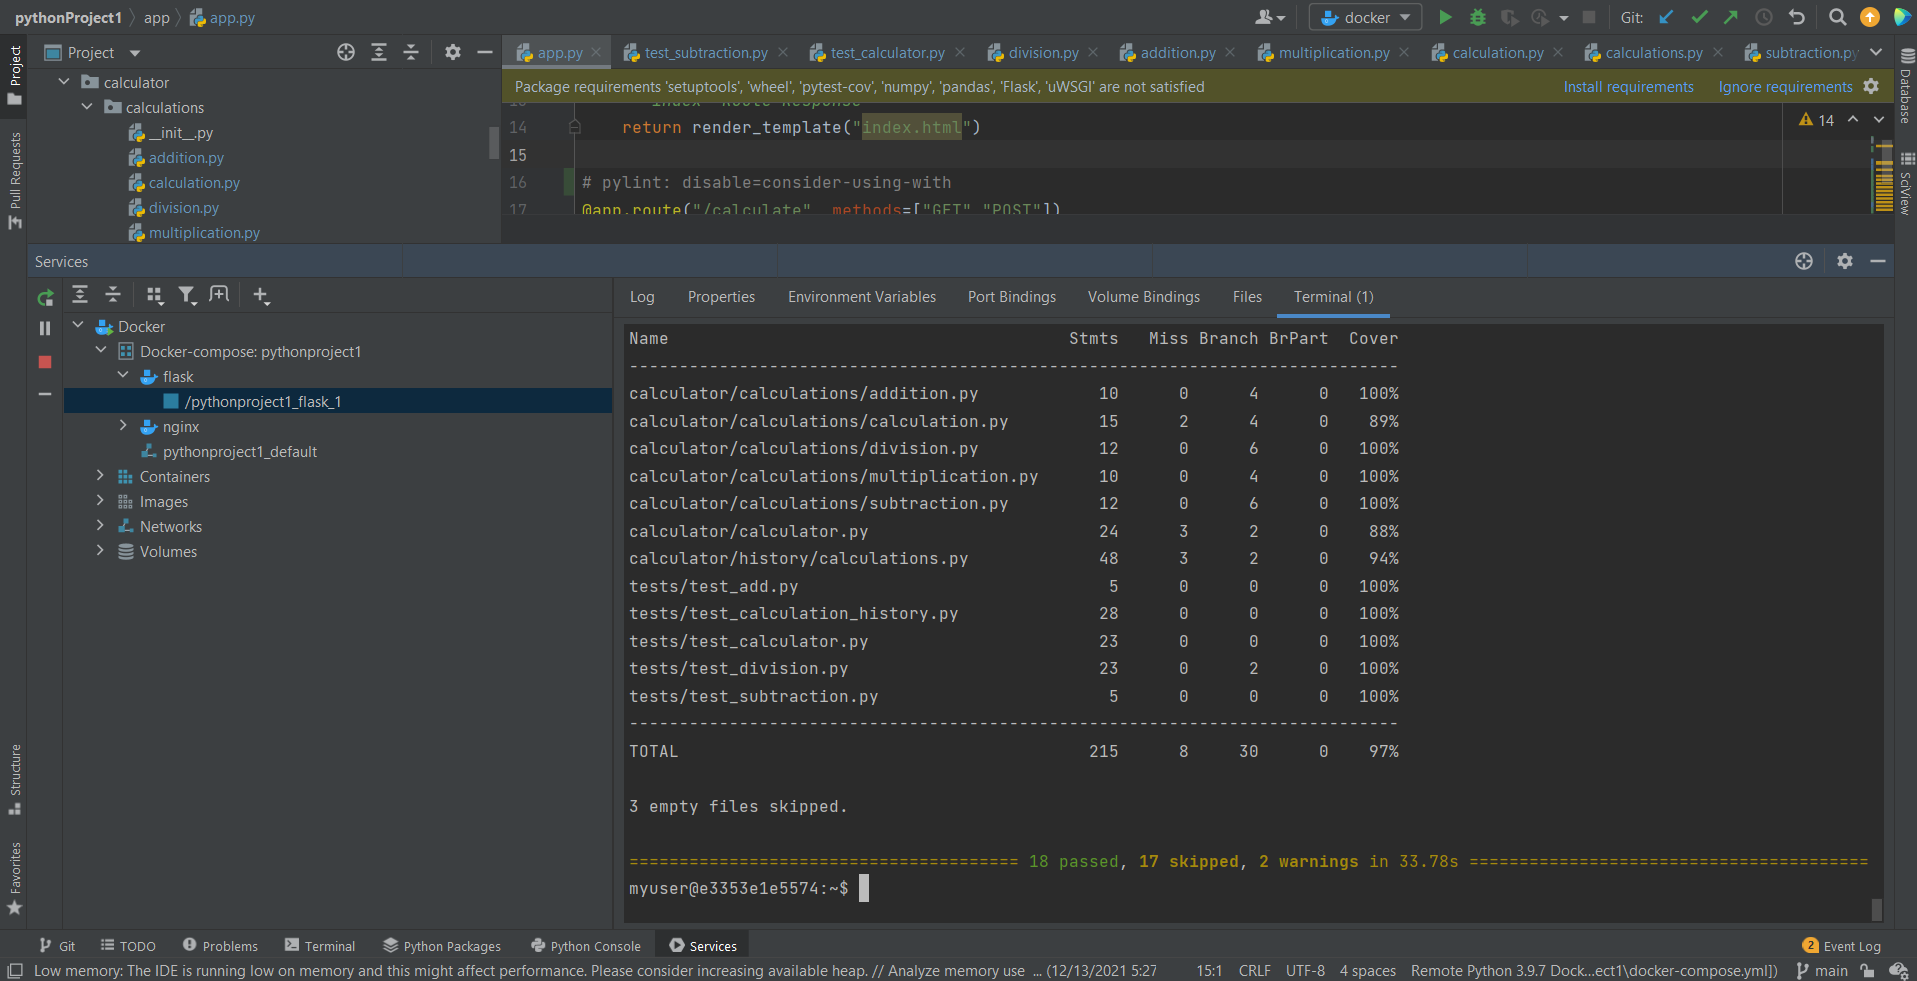 pythonProject1 app app.py docker Git:
Project
app.py test_subtraction.py test_calculator.py division.py addition.py multiplication.py calculation.py calculations.py subtraction.py
Package requirements 'setuptools', 'wheel', 'pytest-cov', 'numpy', 'pandas', 'Flask', 'uWSGI' are not satisfied
Install requirements Ignore requirements
calculator
calculations
__init__.py
addition.py
calculation.py
division.py
multiplication.py
Index Route Response
14 return render_template("index.html")
14
15
16 # pylint: disable=consider-using-with
17 @app.route("/calculate", methods=["GET" "POST"])
Project
Pull Requests
Structure
Favorites
Database
SciView
Services
Docker
Docker-compose: pythonproject1
flask
/pythonproject1_flask_1
nginx
pythonproject1_default
Containers
Images
Networks
Volumes
Log Properties Environment Variables Port Bindings Volume Bindings Files Terminal (1)
Name Stmts Miss Branch BrPart Cover
-----------------------------------------------------------------------------
calculator/calculations/addition.py 10 0 4 0 100%
calculator/calculations/calculation.py 15 2 4 0 89%
calculator/calculations/division.py 12 0 6 0 100%
calculator/calculations/multiplication.py 10 0 4 0 100%
calculator/calculations/subtraction.py 12 0 6 0 100%
calculator/calculator.py 24 3 2 0 88%
calculator/history/calculations.py 48 3 2 0 94%
tests/test_add.py 5 0 0 0 100%
tests/test_calculation_history.py 28 0 0 0 100%
tests/test_calculator.py 23 0 0 0 100%
tests/test_division.py 23 0 2 0 100%
tests/test_subtraction.py 5 0 0 0 100%
-----------------------------------------------------------------------------
TOTAL 215 8 30 0 97%
3 empty files skipped.
======================================= 18 passed, 17 skipped, 2 warnings in 33.78s ========================================
myuser@e3353e1e5574:~$
Git TODO Problems Terminal Python Packages Python Console Services 2 Event Log
Low memory: The IDE is running low on memory and this might affect performance. Please consider increasing available heap. // Analyze memory use ... (12/13/2021 5:27 15:1 CRLF UTF-8 4 spaces Remote Python 3.9.7 Dock...ect1\docker-compose.yml]) main